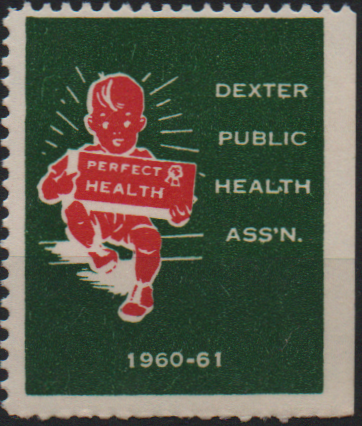 PERFECT
HEALTH
DEXTER
PUBLIC
HEALTH
ASS'N.
1960-61